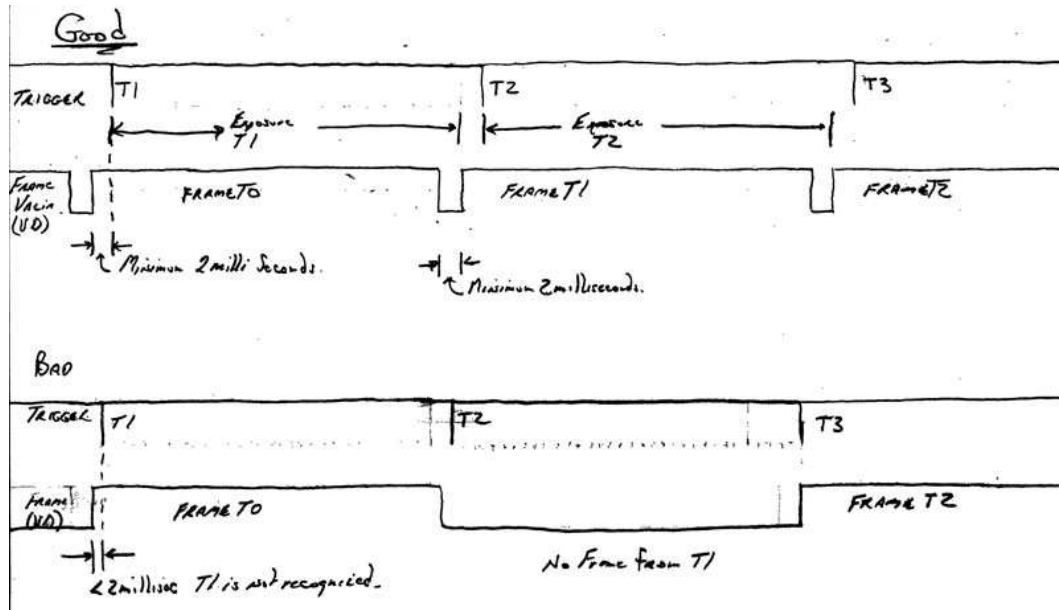 Good
TRIGGER
T1
T2
T3
Exposure
T1
Exposure
T2
FRAME
VALID
(VD)
FRAME T0
FRAME T1
FRAME T2
Minimum 2 milli Seconds.
Minimum 2 milliseconds.
BAD
TRIGGER
T1
T2
T3
FRAME
(VD)
FRAME T0
FRAME T2
<2 millisec T1 is not recognized.
No Frame from T1